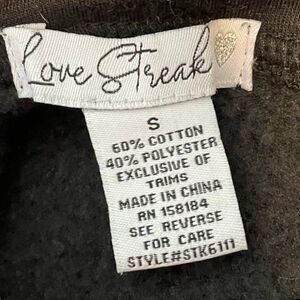 Love Streak
S
60% COTTON
40% POLYESTER
EXCLUSIVE OF
TRIMS
MADE IN CHINA
RN 158184
SEE REVERSE
FOR CARE
STYLE#STK6111